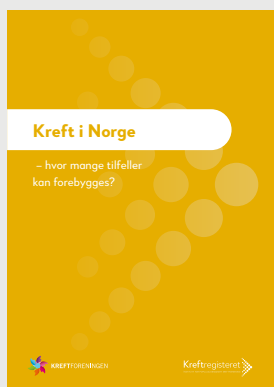 Kreft i Norge
– hvor mange tilfeller
kan forebygges?
KREFTFORENINGEN
Kreftregisteret